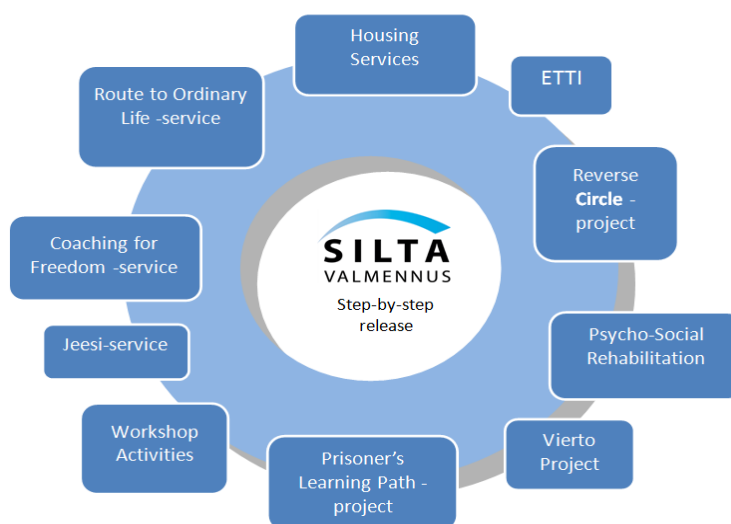 Housing
Services
ETTI
Route to Ordinary
Life -service
Reverse
Circle -
project
Coaching for
Freedom -service
SILTA
VALMENNUS
Step-by-step
release
Psycho-Social
Rehabilitation
Jeesi-service
Workshop
Activities
Vierto
Project
Prisoner’s
Learning Path -
project